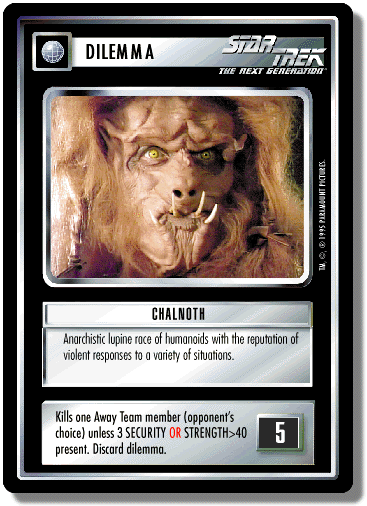 DILEMMA
STAR TREK
THE NEXT GENERATION®
TM, ©, ® 1995 PARAMOUNT PICTURES.
CHALNOTH
Anarchistic lupine race of humanoids with the reputation of
violent responses to a variety of situations.
Kills one Away Team member (opponent's
choice) unless 3 SECURITY OR STRENGTH>40
present. Discard dilemma.
5